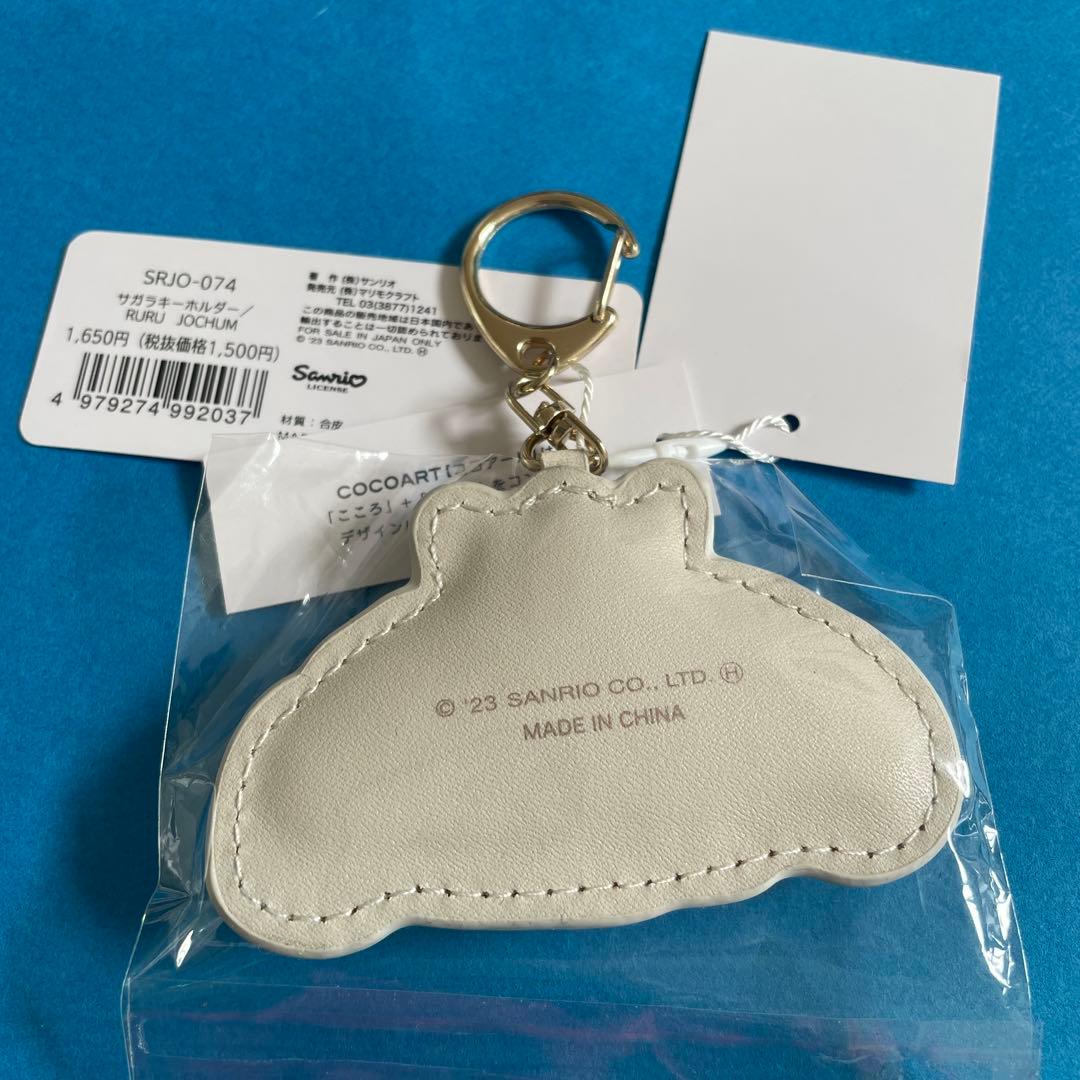 SRJO-074
サガラキーホルダー/
RURU JOCHUM
1,650円 (税抜価格1,500円)
4 979274 992037
著 作 (株)サンリオ
発売元 (株)マリモクラフト
TEL 03(3877)1241
この商品の販売地域は日本国内であ
輸出することは一切認められておりま
FOR SALE IN JAPAN ONLY
© '23 SANRIO CO., LTD. Ⓗ
Sanrio
LICENSE
材質：合皮
COCOART
「こころ」+
デザイン
© '23 SANRIO CO., LTD. Ⓗ
MADE IN CHINA